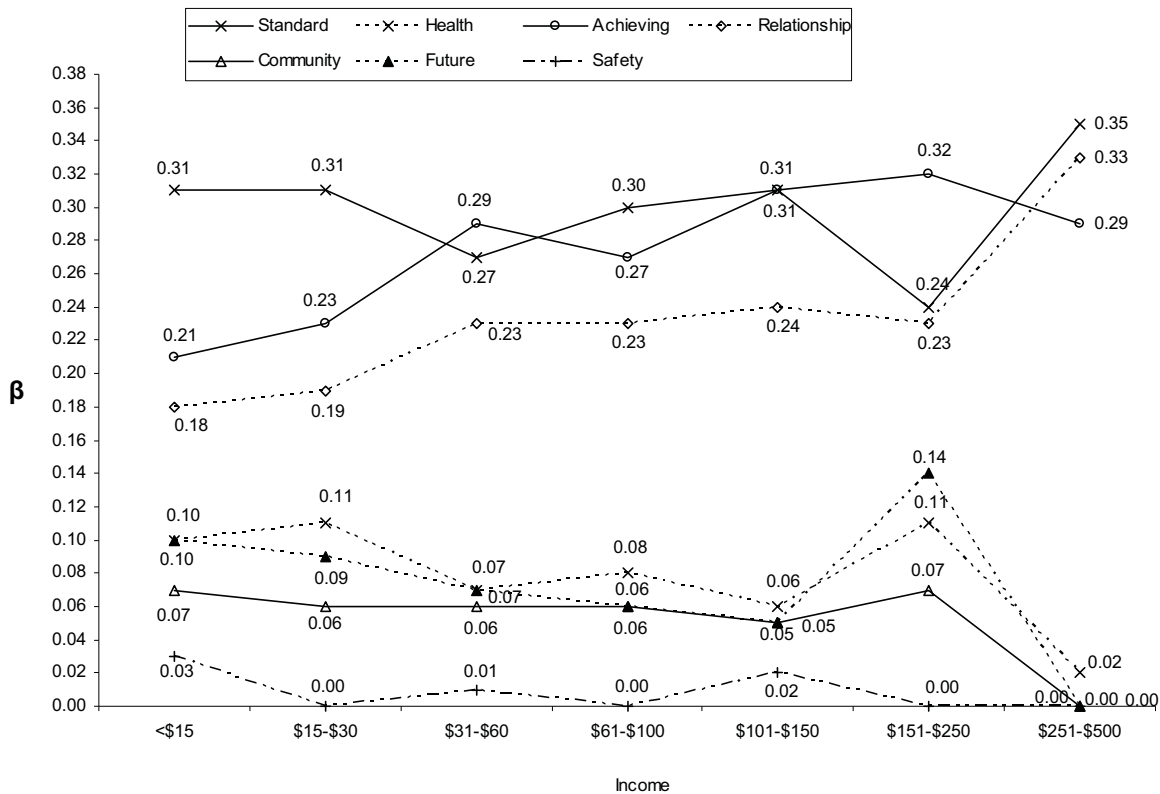 Standard Health Achieving Relationship
Community Future Safety
0.38
0.36
0.34
0.32
0.30
0.28
0.26
0.24
0.22
0.20
0.18
0.16
0.14
0.12
0.10
0.08
0.06
0.04
0.02
0.00
β
0.31 0.31 0.27 0.30 0.31 0.24 0.35
0.21 0.23 0.29 0.27 0.31 0.32 0.29
0.18 0.19 0.23 0.23 0.24 0.23 0.33
0.10 0.11 0.07 0.08 0.06 0.11 0.02
0.10 0.09 0.07 0.06 0.05 0.14 0.00
0.07 0.06 0.06 0.06 0.05 0.07 0.00
0.03 0.00 0.01 0.00 0.02 0.00 0.00
<$15 $15-$30 $31-$60 $61-$100 $101-$150 $151-$250 $251-$500
Income